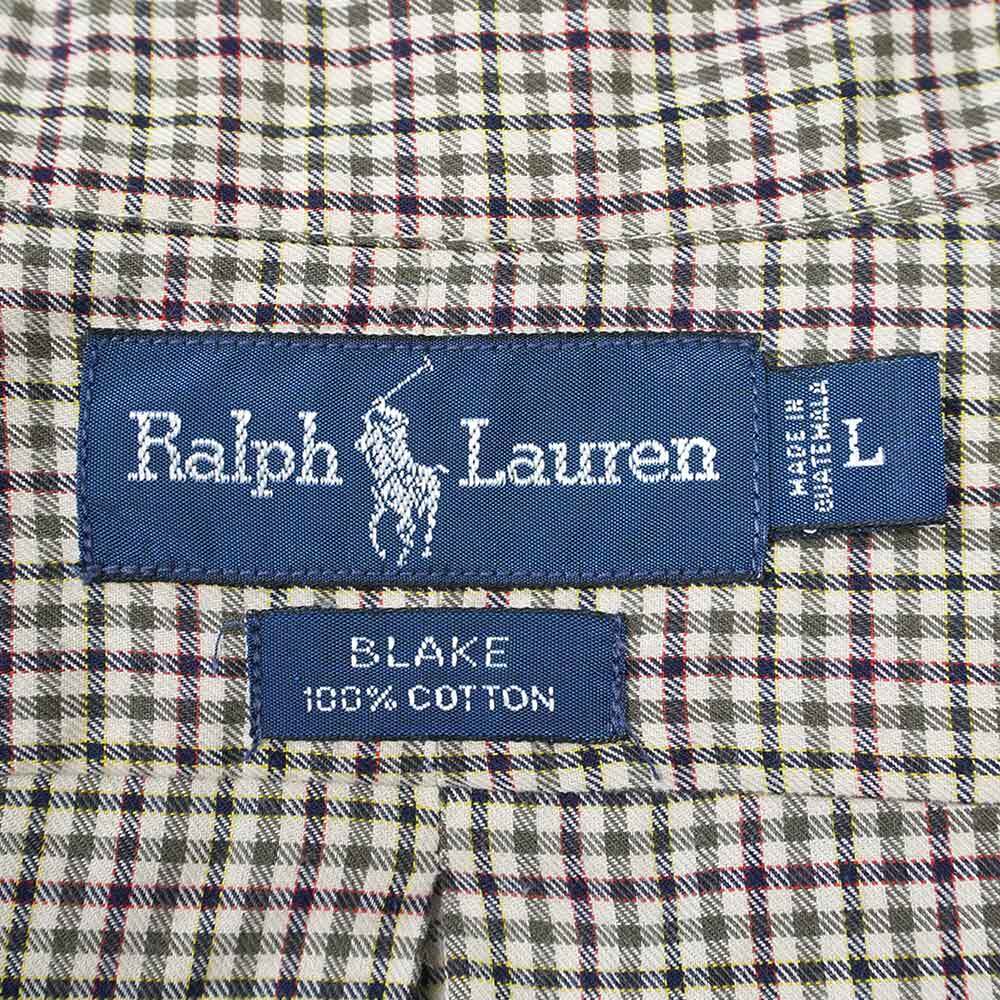 Ralph Lauren
MADE IN
GUATEMALA
L
BLAKE
100% COTTON